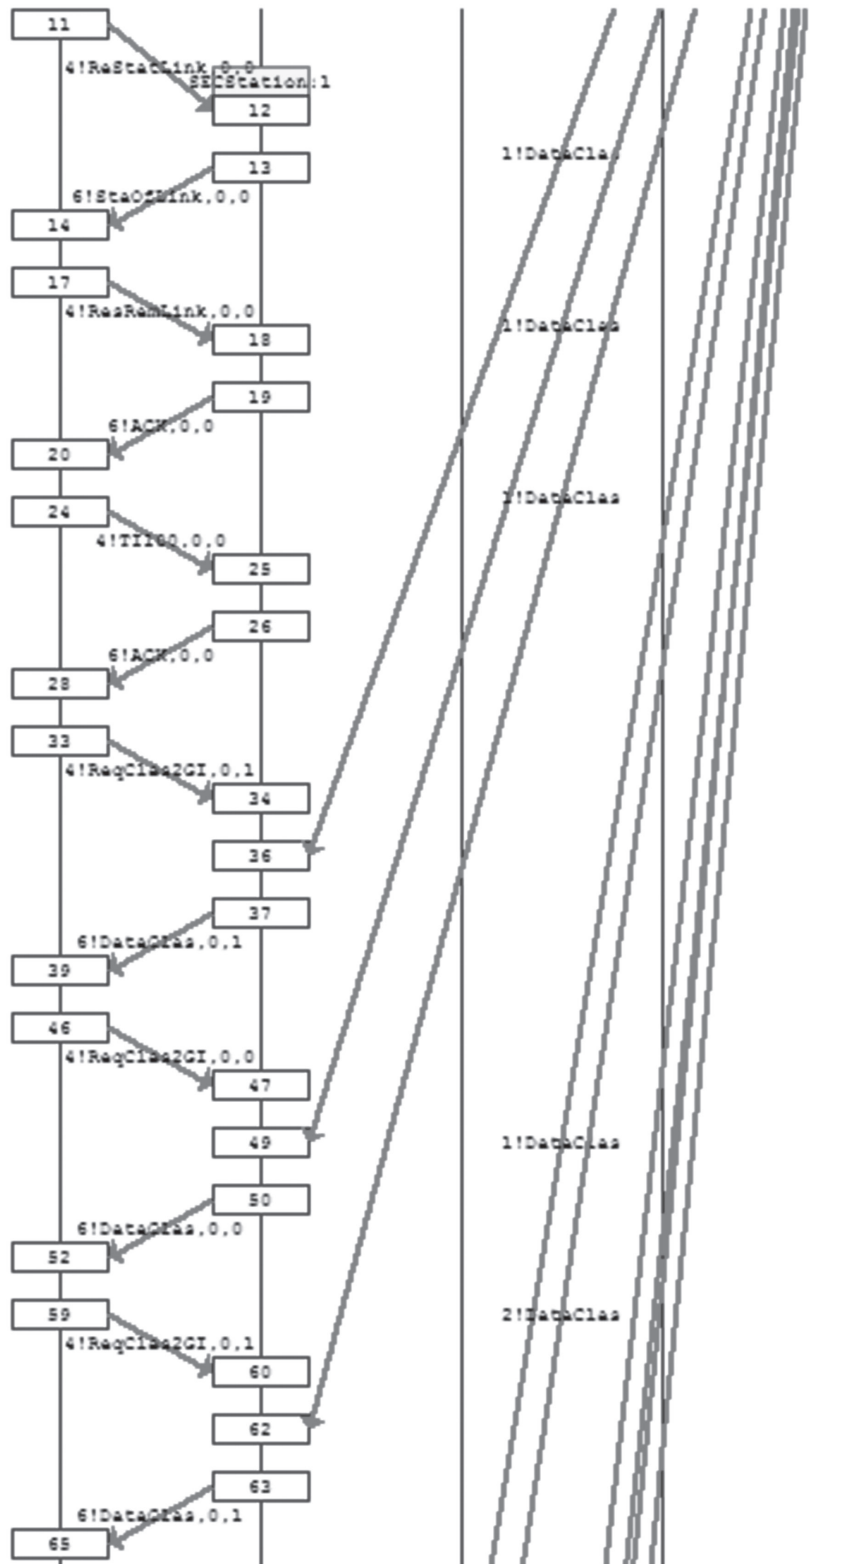 11
4!ReStatLink,0,0
SECStation:1
12
1!DataClas
13
6!StaOfLink,0,0
14
17
4!ResRemLink,0,0
1!DataClas
18
19
6!ACK,0,0
20
24
1!DataClas
4!TI100,0,0
25
26
6!ACK,0,0
28
33
4!ReqClas2GI,0,1
34
36
37
6!DataClas,0,1
39
46
4!ReqClas2GI,0,0
47
49
1!DataClas
50
6!DataClas,0,0
52
59
2!DataClas
4!ReqClas2GI,0,1
60
62
63
6!DataClas,0,1
65